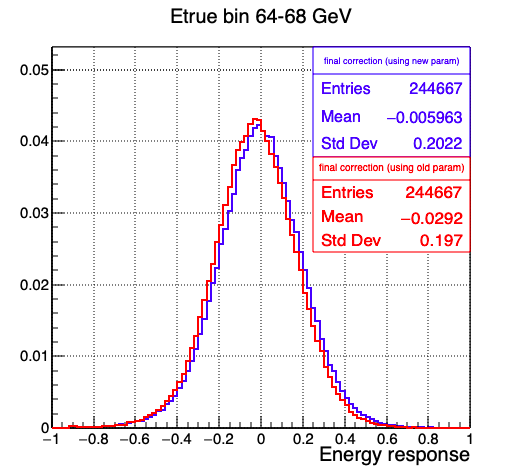 Etrue bin 64-68 GeV
final correction (using new param)
Entries 244667
Mean −0.005963
Std Dev 0.2022
final correction (using old param)
Entries 244667
Mean −0.0292
Std Dev 0.197
0.05
0.04
0.03
0.02
0.01
0
−1 −0.8 −0.6 −0.4 −0.2 0 0.2 0.4 0.6 0.8 1
Energy response